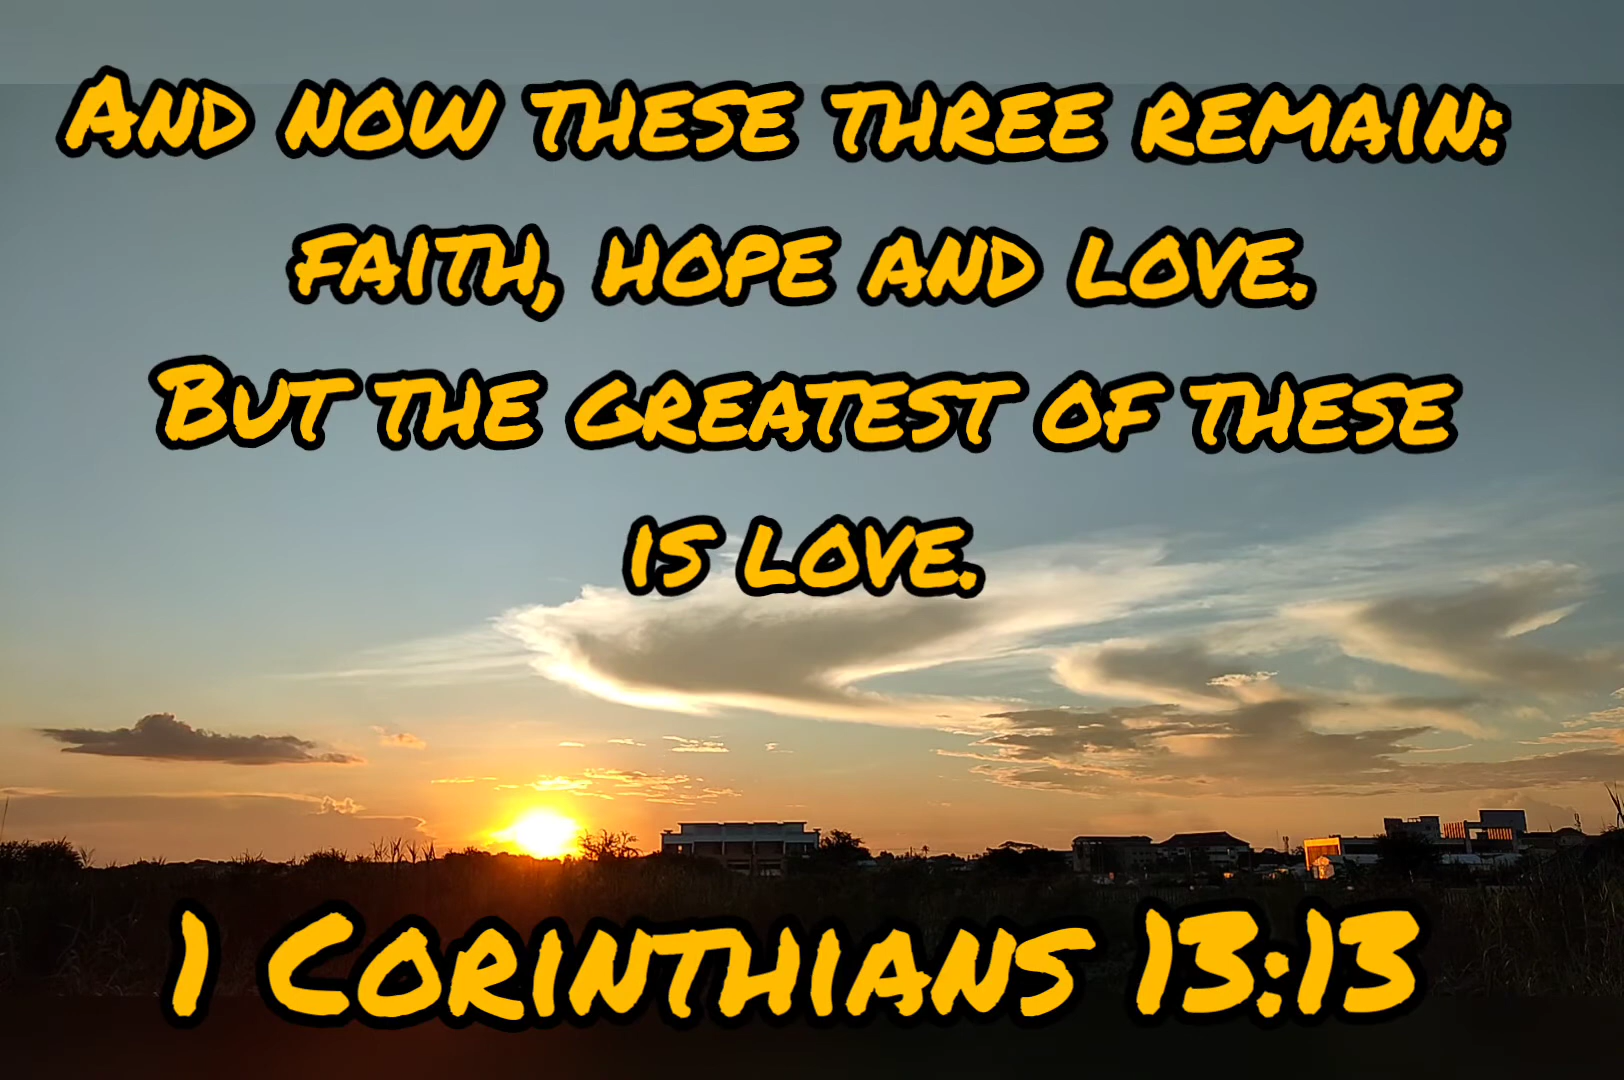 And now these three remain:
faith, hope and love.
But the greatest of these
is love.
1 Corinthians 13:13